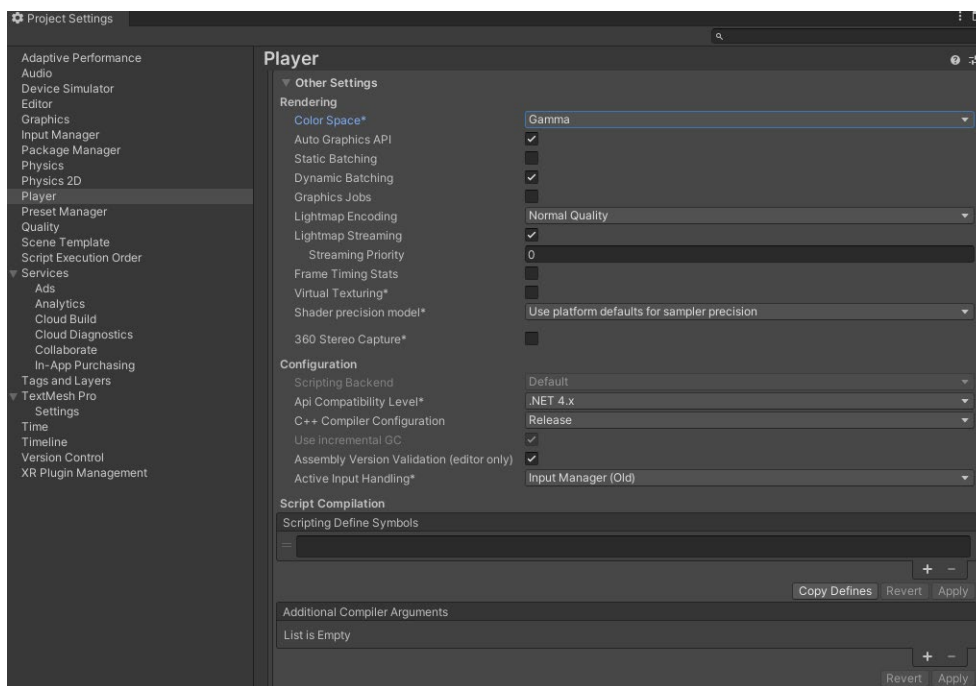 Project Settings
Adaptive Performance
Audio
Device Simulator
Editor
Graphics
Input Manager
Package Manager
Physics
Physics 2D
Player
Preset Manager
Quality
Scene Template
Script Execution Order
Services
Ads
Analytics
Cloud Build
Cloud Diagnostics
Collaborate
In-App Purchasing
Tags and Layers
TextMesh Pro
Settings
Time
Timeline
Version Control
XR Plugin Management
Player
Other Settings
Rendering
Color Space* Gamma
Auto Graphics API
Static Batching
Dynamic Batching
Graphics Jobs
Lightmap Encoding Normal Quality
Lightmap Streaming
Streaming Priority 0
Frame Timing Stats
Virtual Texturing*
Shader precision model* Use platform defaults for sampler precision
360 Stereo Capture*
Configuration
Scripting Backend Default
Api Compatibility Level* .NET 4.x
C++ Compiler Configuration Release
Use incremental GC
Assembly Version Validation (editor only)
Active Input Handling* Input Manager (Old)
Script Compilation
Scripting Define Symbols
Copy Defines Revert Apply
Additional Compiler Arguments
List is Empty
Revert Apply